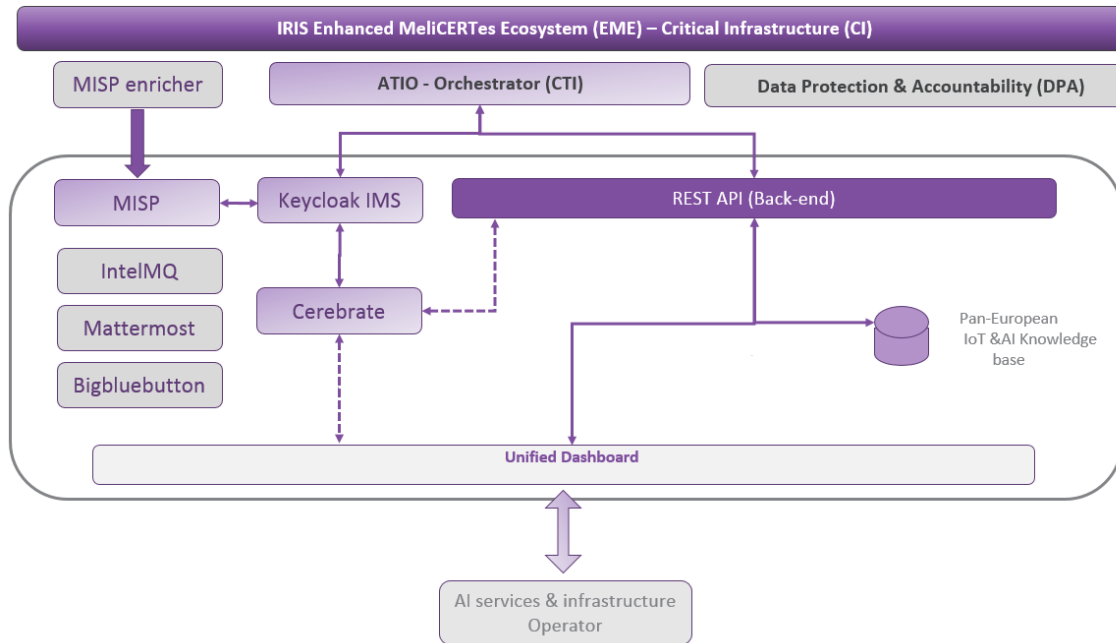 IRIS Enhanced MeliCERTes Ecosystem (EME) – Critical Infrastructure (CI)
MISP enricher
ATIO - Orchestrator (CTI)
Data Protection & Accountability (DPA)
MISP
Keycloak IMS
REST API (Back-end)
IntelMQ
Cerebrate
Mattermost
Bigbluebutton
Pan-European
IoT &AI Knowledge
base
Unified Dashboard
AI services & infrastructure
Operator